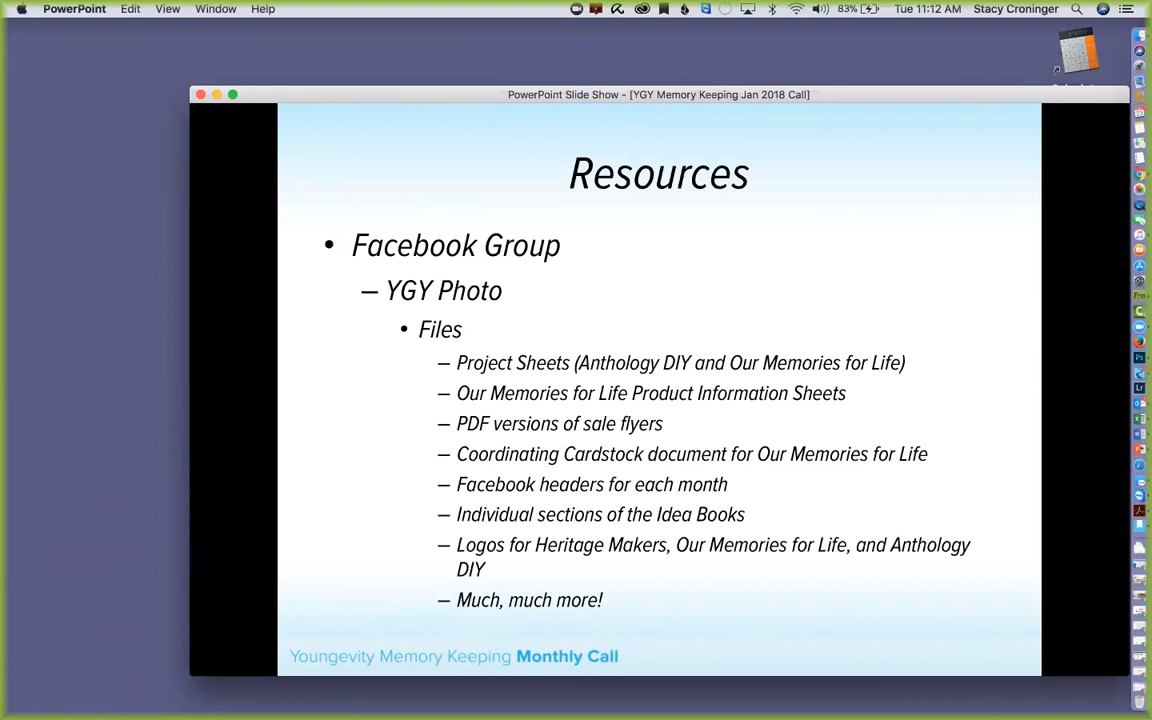 PowerPoint Edit View Window Help 83% Tue 11:12 AM Stacy Croninger
PowerPoint Slide Show - [YGY Memory Keeping Jan 2018 Call]
Resources
• Facebook Group
– YGY Photo
• Files
– Project Sheets (Anthology DIY and Our Memories for Life)
– Our Memories for Life Product Information Sheets
– PDF versions of sale flyers
– Coordinating Cardstock document for Our Memories for Life
– Facebook headers for each month
– Individual sections of the Idea Books
– Logos for Heritage Makers, Our Memories for Life, and Anthology
DIY
– Much, much more!
Youngevity Memory Keeping Monthly Call
Ps
Lr